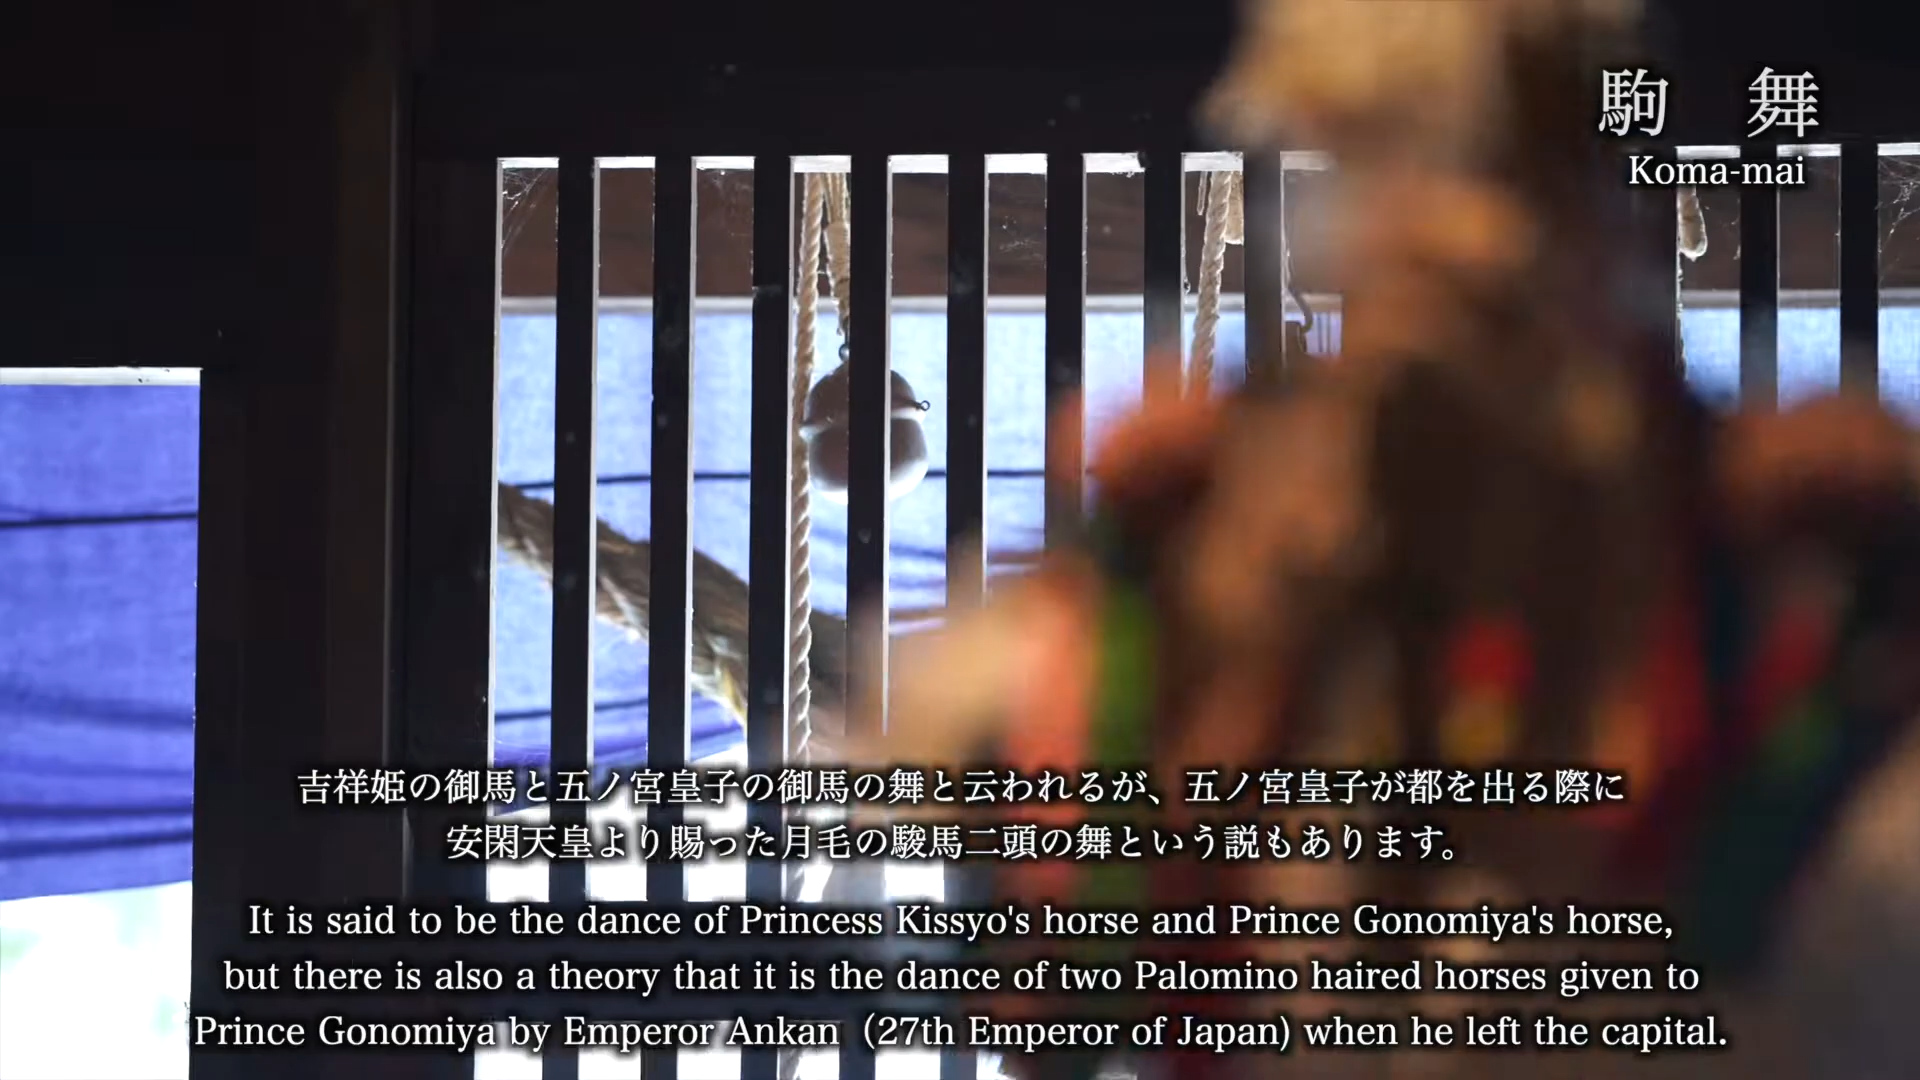 駒　舞
Koma-mai
吉祥姫の御馬と五ノ宮皇子の御馬の舞と云われるが、五ノ宮皇子が都を出る際に
安閑天皇より賜った月毛の駿馬二頭の舞という説もあります。
It is said to be the dance of Princess Kissyo's horse and Prince Gonomiya's horse,
but there is also a theory that it is the dance of two Palomino haired horses given to
Prince Gonomiya by Emperor Ankan (27th Emperor of Japan) when he left the capital.